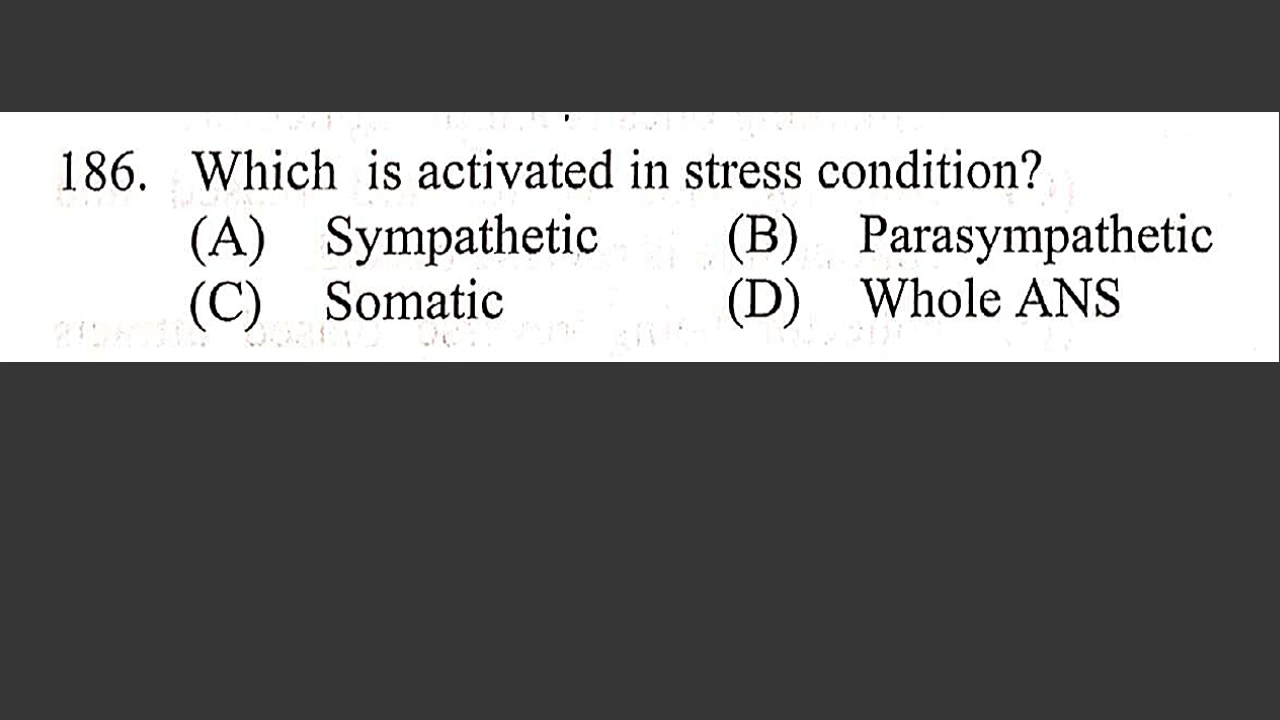 186. Which is activated in stress condition?
(A) Sympathetic (B) Parasympathetic
(C) Somatic (D) Whole ANS